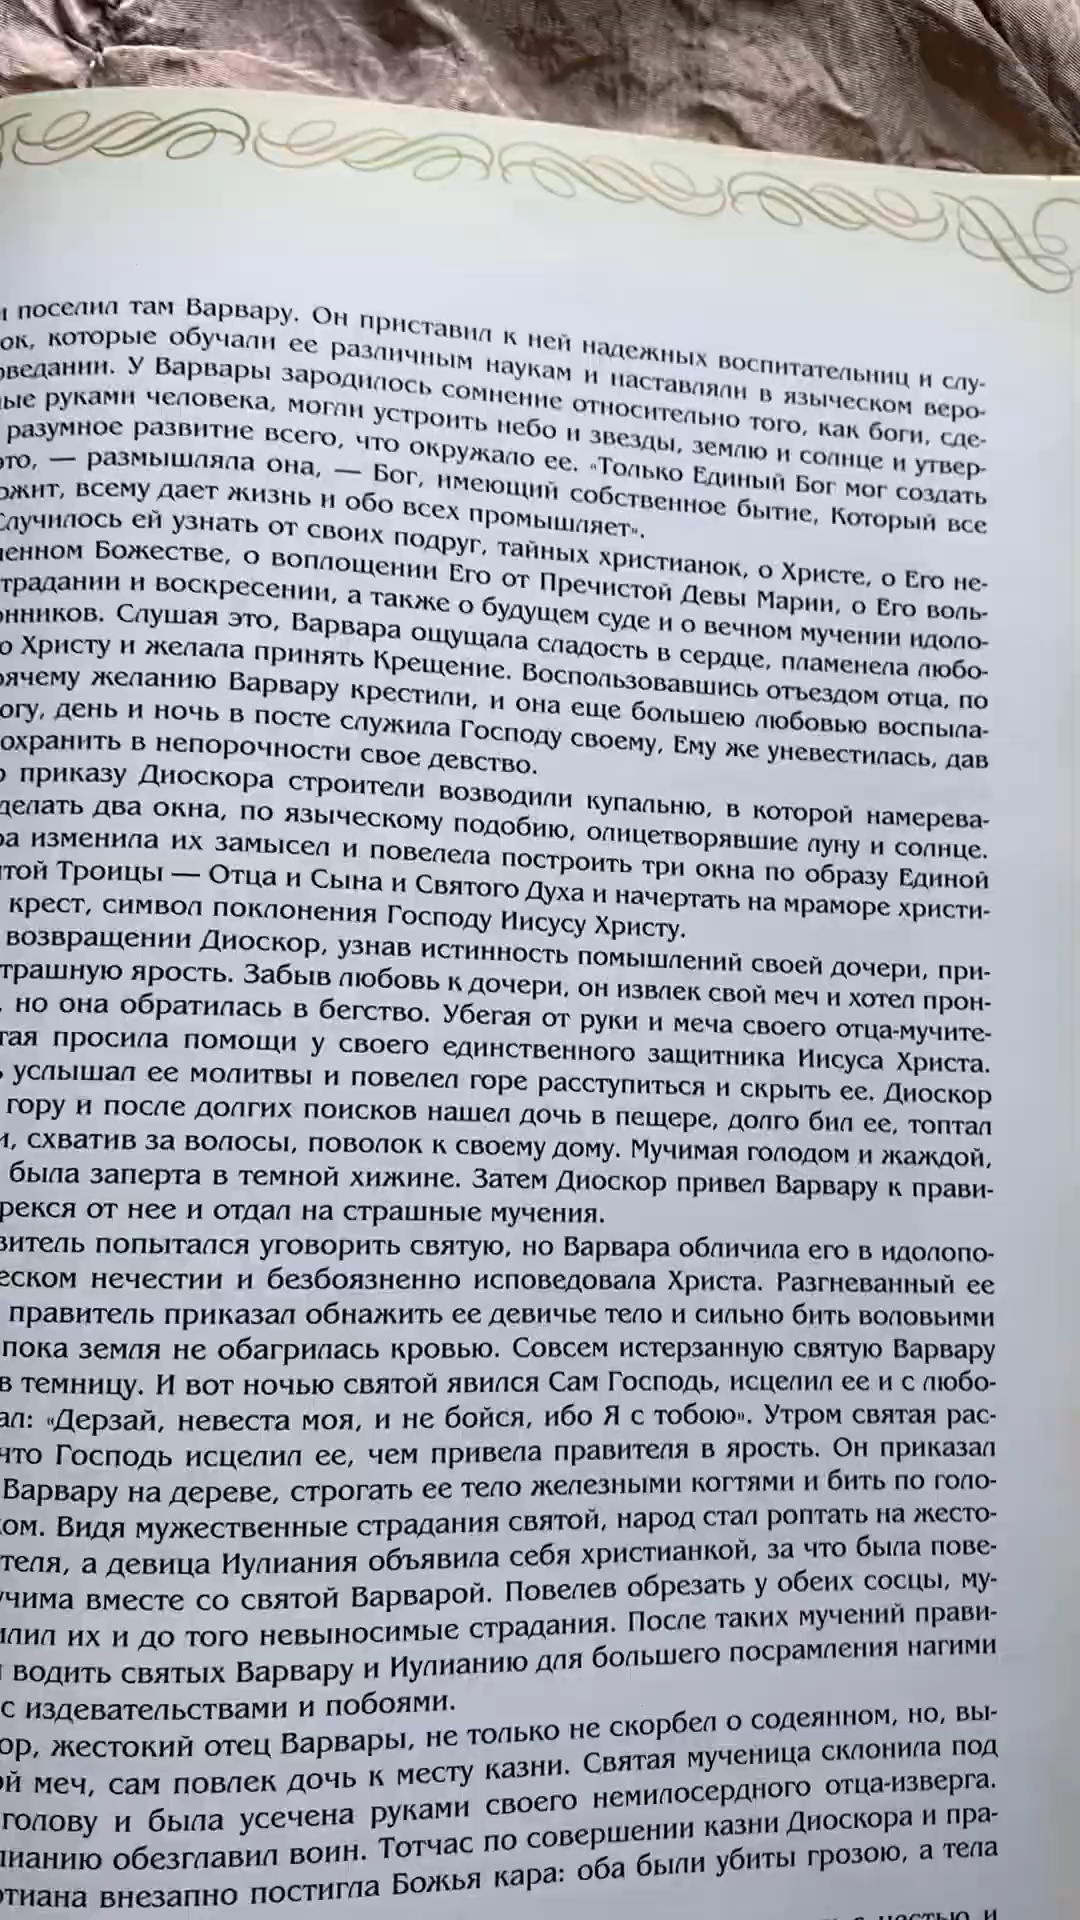 поселил там Варвару. Он приставил к ней надежных воспитательниц и слу-
ок, которые обучали ее различным наукам и наставляли в языческом веро-
ведании. У Варвары зародилось сомнение относительно того, как боги, сде-
ые руками человека, могли устроить небо и звезды, землю и солнце и утвер-
разумное развитие всего, что окружало ее. «Только Единый Бог мог создать
это, — размышляла она, — Бог, имеющий собственное бытие, Который все
ожит, всему дает жизнь и обо всех промышляет».
Случилось ей узнать от своих подруг, тайных христианок, о Христе, о Его не-
енном Божестве, о воплощении Его от Пречистой Девы Марии, о Его воль-
традании и воскресении, а также о будущем суде и о вечном мучении идоло-
нников. Слушая это, Варвара ощущала сладость в сердце, пламенела любо-
о Христу и желала принять Крещение. Воспользовавшись отъездом отца, по
рячему желанию Варвару крестили, и она еще большею любовью воспыла-
огу, день и ночь в посте служила Господу своему, Ему же уневестилась, дав
охранить в непорочности свое девство.
о приказу Диоскора строители возводили купальню, в которой намерева-
делать два окна, по языческому подобию, олицетворявшие луну и солнце.
ра изменила их замысел и повелела построить три окна по образу Единой
той Троицы — Отца и Сына и Святого Духа и начертать на мраморе христи-
крест, символ поклонения Господу Иисусу Христу.
возвращении Диоскор, узнав истинность помышлений своей дочери, при-
трашную ярость. Забыв любовь к дочери, он извлек свой меч и хотел прон-
, но она обратилась в бегство. Убегая от руки и меча своего отца-мучите-
тая просила помощи у своего единственного защитника Иисуса Христа.
ь услышал ее молитвы и повелел горе расступиться и скрыть ее. Диоскор
гору и после долгих поисков нашел дочь в пещере, долго бил ее, топтал
и, схватив за волосы, поволок к своему дому. Мучимая голодом и жаждой,
была заперта в темной хижине. Затем Диоскор привел Варвару к прави-
рекся от нее и отдал на страшные мучения.
витель попытался уговорить святую, но Варвара обличила его в идолопо-
еском нечестии и безбоязненно исповедовала Христа. Разгневанный ее
правитель приказал обнажить ее девичье тело и сильно бить воловьими
пока земля не обагрилась кровью. Совсем истерзанную святую Варвару
в темницу. И вот ночью святой явился Сам Господь, исцелил ее и с любо-
ал: «Дерзай, невеста моя, и не бойся, ибо Я с тобою». Утром святая рас-
что Господь исцелил ее, чем привела правителя в ярость. Он приказал
Варвару на дереве, строгать ее тело железными когтями и бить по голо-
ом. Видя мужественные страдания святой, народ стал роптать на жесто-
теля, а девица Иулиания объявила себя христианкой, за что была пове-
учима вместе со святой Варварой. Повелев обрезать у обеих сосцы, му-
илил их и до того невыносимые страдания. После таких мучений прави-
водить святых Варвару и Иулианию для большего посрамления нагими
с издевательствами и побоями.
ор, жестокий отец Варвары, не только не скорбел о содеянном, но, вы-
ой меч, сам повлек дочь к месту казни. Святая мученица склонила под
голову и была усечена руками своего немилосердного отца-изверга.
лианию обезглавил воин. Тотчас по совершении казни Диоскора и пра-
ртиана внезапно постигла Божья кара: оба были убиты грозою, а тела
честью и